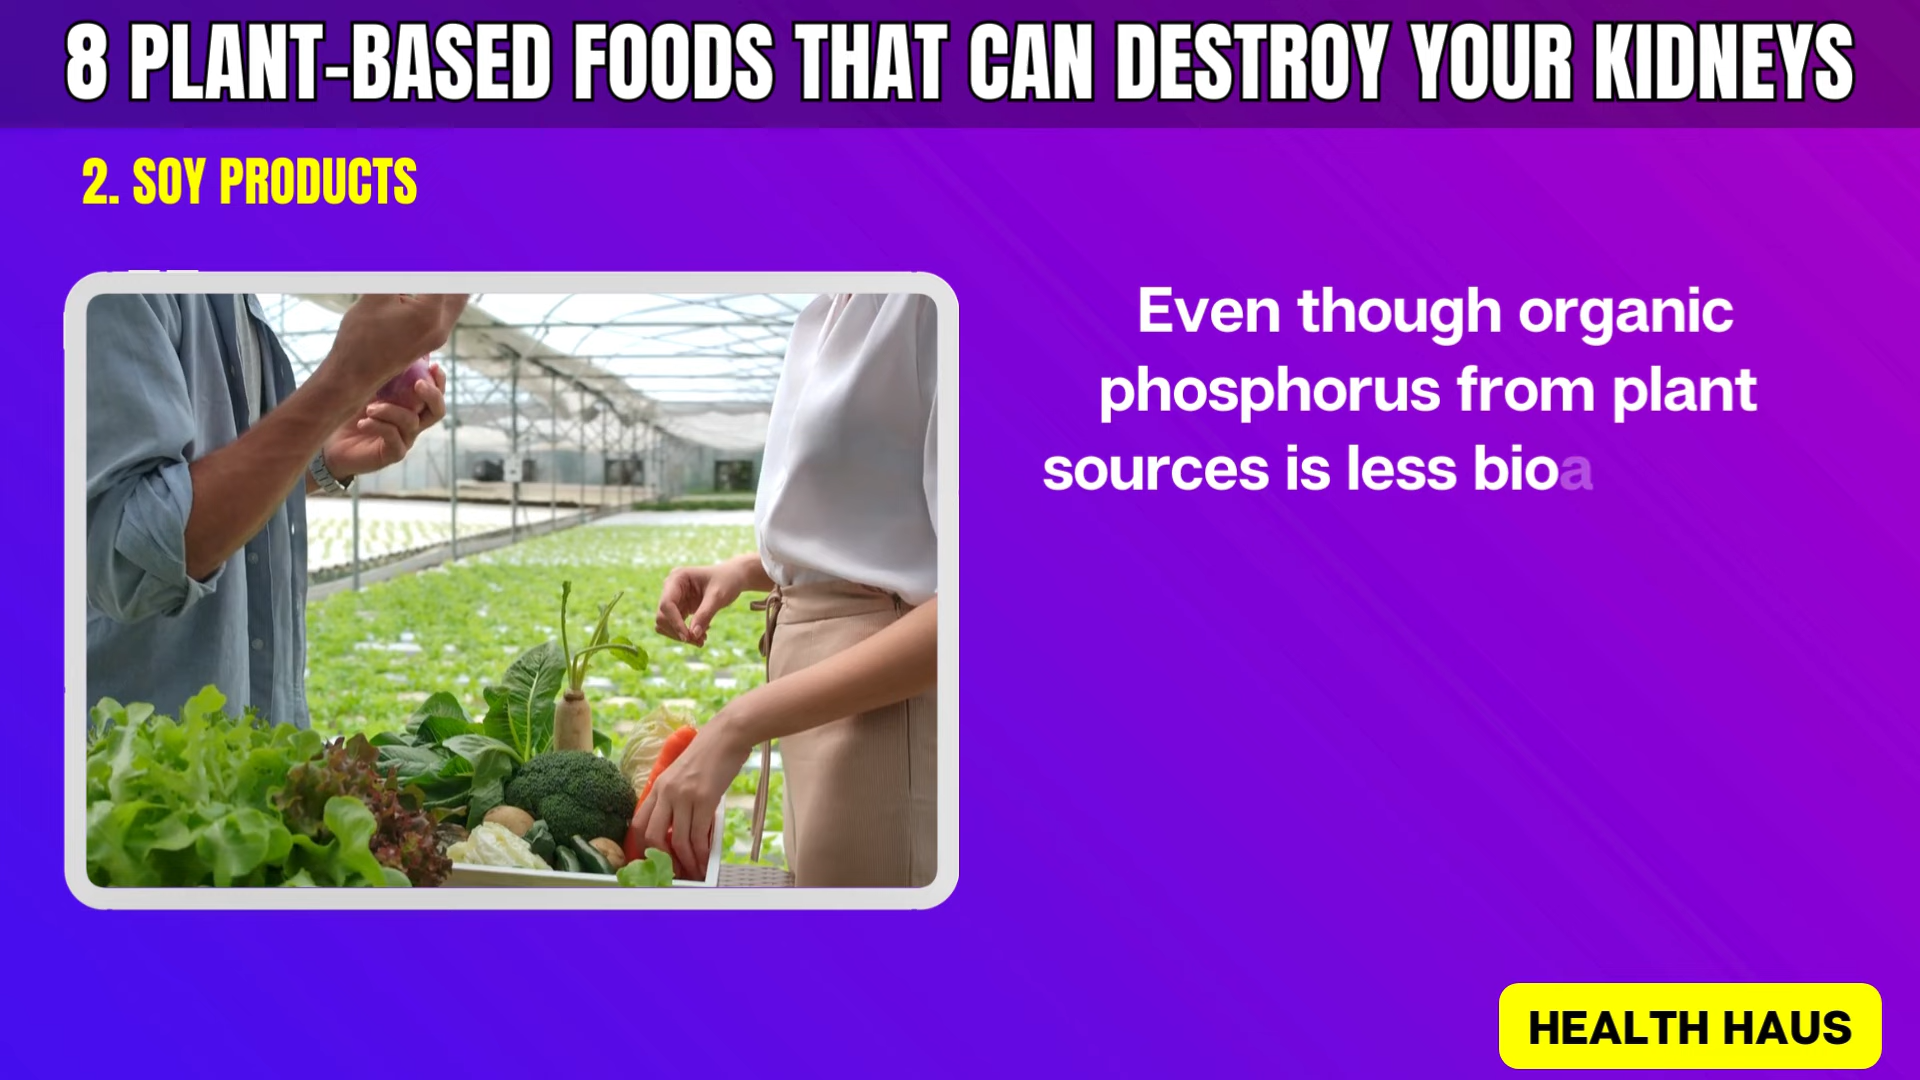 8 PLANT-BASED FOODS THAT CAN DESTROY YOUR KIDNEYS
2. SOY PRODUCTS
Even though organic
phosphorus from plant
sources is less bioa
HEALTH HAUS